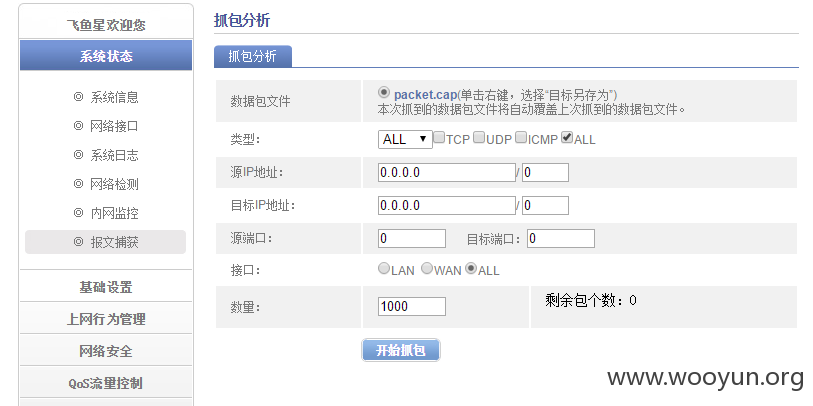 飞鱼星欢迎您
系统状态
系统信息
网络接口
系统日志
网络检测
内网监控
报文捕获
基础设置
上网行为管理
网络安全
QoS流量控制
抓包分析
抓包分析
数据包文件 packet.cap(单击右键，选择“目标另存为”)
本次抓到的数据包文件将自动覆盖上次抓到的数据包文件。
类型： ALL TCP UDP ICMP ALL
源IP地址： 0.0.0.0 / 0
目标IP地址： 0.0.0.0 / 0
源端口： 0 目标端口： 0
接口： LAN WAN ALL
数量： 1000 剩余包个数：0
开始抓包
www.wooyun.org